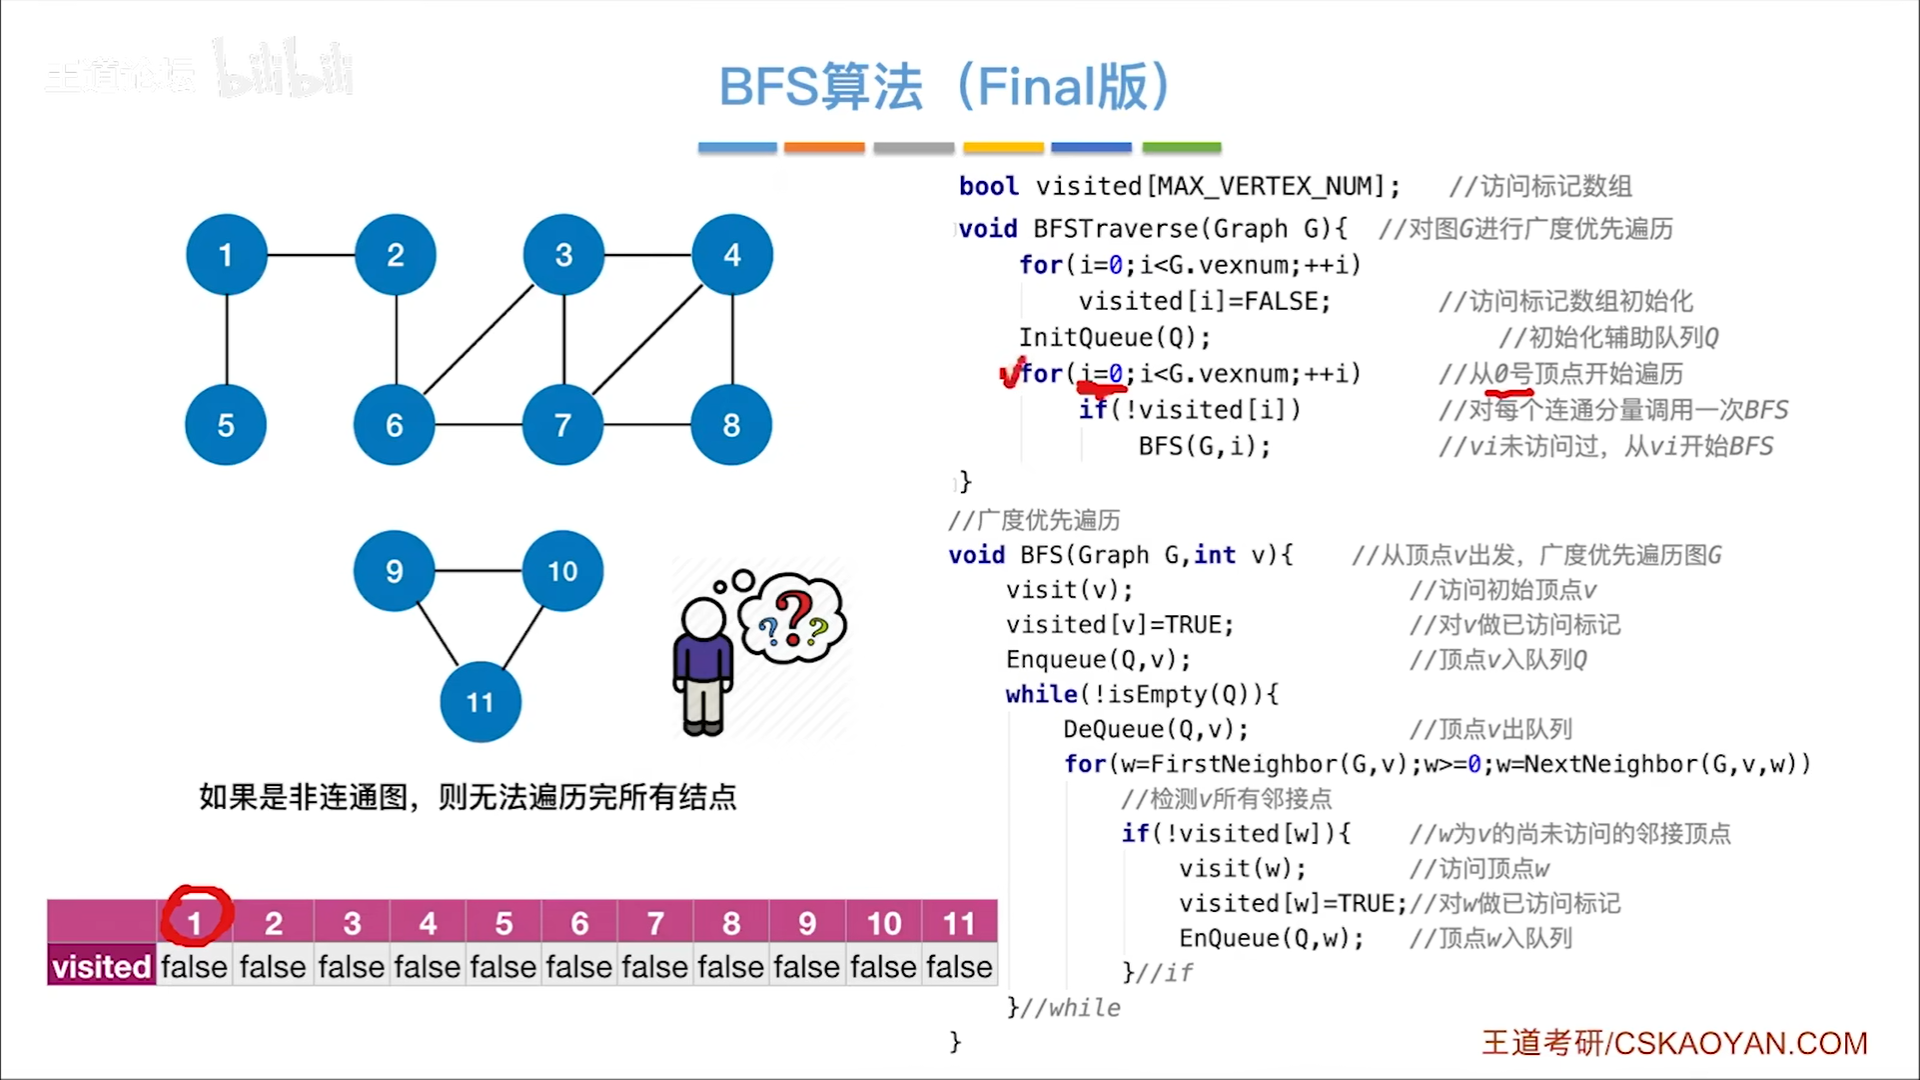 王道论坛 bilibili
BFS算法（Final版）
1
2
3
4
5
6
7
8
9
10
11
如果是非连通图，则无法遍历完所有结点
1 2 3 4 5 6 7 8 9 10 11
visited false false false false false false false false false false false
bool visited[MAX_VERTEX_NUM]; //访问标记数组
void BFSTraverse(Graph G){ //对图G进行广度优先遍历
for(i=0;i<G.vexnum;++i)
visited[i]=FALSE; //访问标记数组初始化
InitQueue(Q); //初始化辅助队列Q
for(i=0;i<G.vexnum;++i) //从0号顶点开始遍历
if(!visited[i]) //对每个连通分量调用一次BFS
BFS(G,i); //vi未访问过，从vi开始BFS
}
//广度优先遍历
void BFS(Graph G,int v){ //从顶点v出发，广度优先遍历图G
visit(v); //访问初始顶点v
visited[v]=TRUE; //对v做已访问标记
Enqueue(Q,v); //顶点v入队列Q
while(!isEmpty(Q)){
DeQueue(Q,v); //顶点v出队列
for(w=FirstNeighbor(G,v);w>=0;w=NextNeighbor(G,v,w))
//检测v所有邻接点
if(!visited[w]){ //w为v的尚未访问的邻接顶点
visit(w); //访问顶点w
visited[w]=TRUE;//对w做已访问标记
EnQueue(Q,w); //顶点w入队列
}//if
}//while
}
? ? ?
王道考研/CSKAOYAN.COM